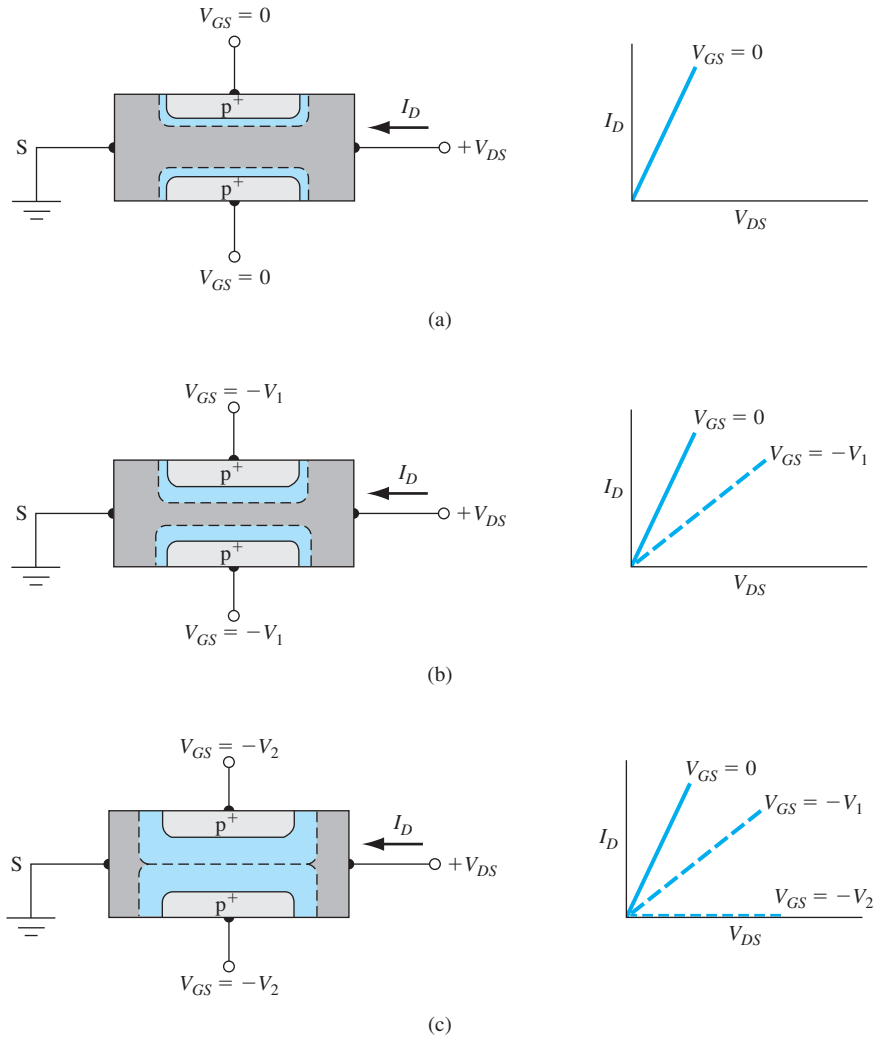 V_GS = 0
p+
I_D
S
+V_DS
p+
V_GS = 0
V_GS = 0
I_D
V_DS
(a)
V_GS = −V_1
p+
I_D
S
+V_DS
p+
V_GS = −V_1
V_GS = 0
V_GS = −V_1
I_D
V_DS
(b)
V_GS = −V_2
p+
I_D
S
+V_DS
p+
V_GS = −V_2
V_GS = 0
V_GS = −V_1
I_D
V_GS = −V_2
V_DS
(c)